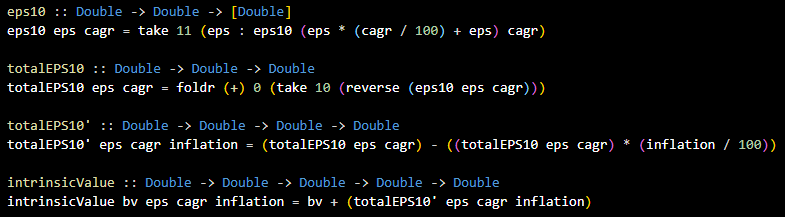 eps10 :: Double -> Double -> [Double]
eps10 eps cagr = take 11 (eps : eps10 (eps * (cagr / 100) + eps) cagr)
totalEPS10 :: Double -> Double -> Double
totalEPS10 eps cagr = foldr (+) 0 (take 10 (reverse (eps10 eps cagr)))
totalEPS10' :: Double -> Double -> Double -> Double
totalEPS10' eps cagr inflation = (totalEPS10 eps cagr) - ((totalEPS10 eps cagr) * (inflation / 100))
intrinsicValue :: Double -> Double -> Double -> Double -> Double
intrinsicValue bv eps cagr inflation = bv + (totalEPS10' eps cagr inflation)